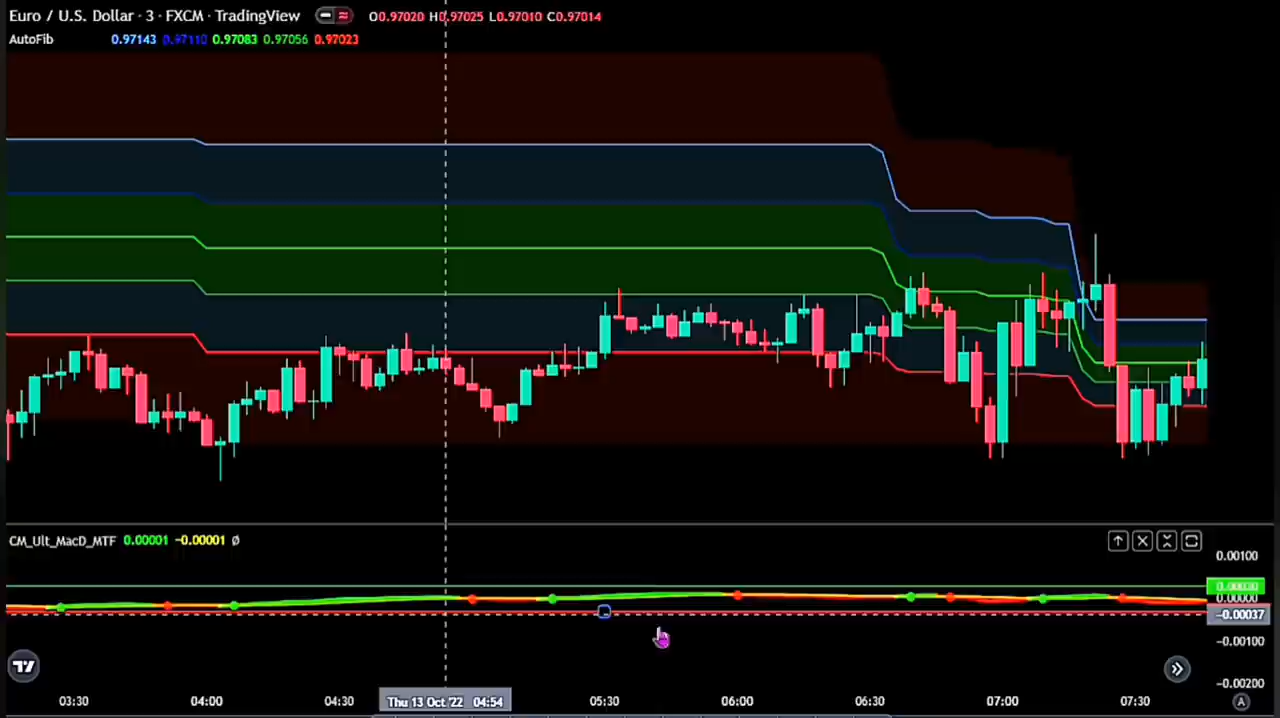 Euro / U.S. Dollar · 3 · FXCM · TradingView O0.97020 H0.97025 L0.97010 C0.97014
AutoFib 0.97143 0.97110 0.97083 0.97056 0.97023
CM_Ult_MacD_MTF 0.00001 −0.00001 ø
0.00100
0.00030
0.00000
−0.00037
−0.00100
−0.00200
03:30 04:00 04:30 Thu 13 Oct '22 04:54 05:30 06:00 06:30 07:00 07:30 A